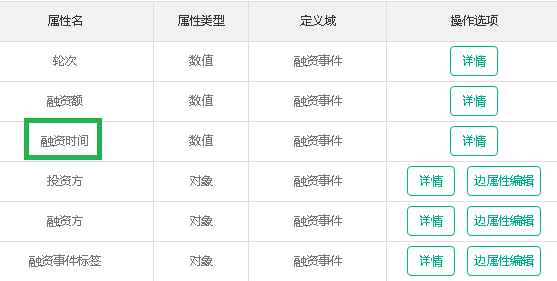 属性名 属性类型 定义域 操作选项
轮次 数值 融资事件 详情
融资额 数值 融资事件 详情
融资时间 数值 融资事件 详情
投资方 对象 融资事件 详情 边属性编辑
融资方 对象 融资事件 详情 边属性编辑
融资事件标签 对象 融资事件 详情 边属性编辑